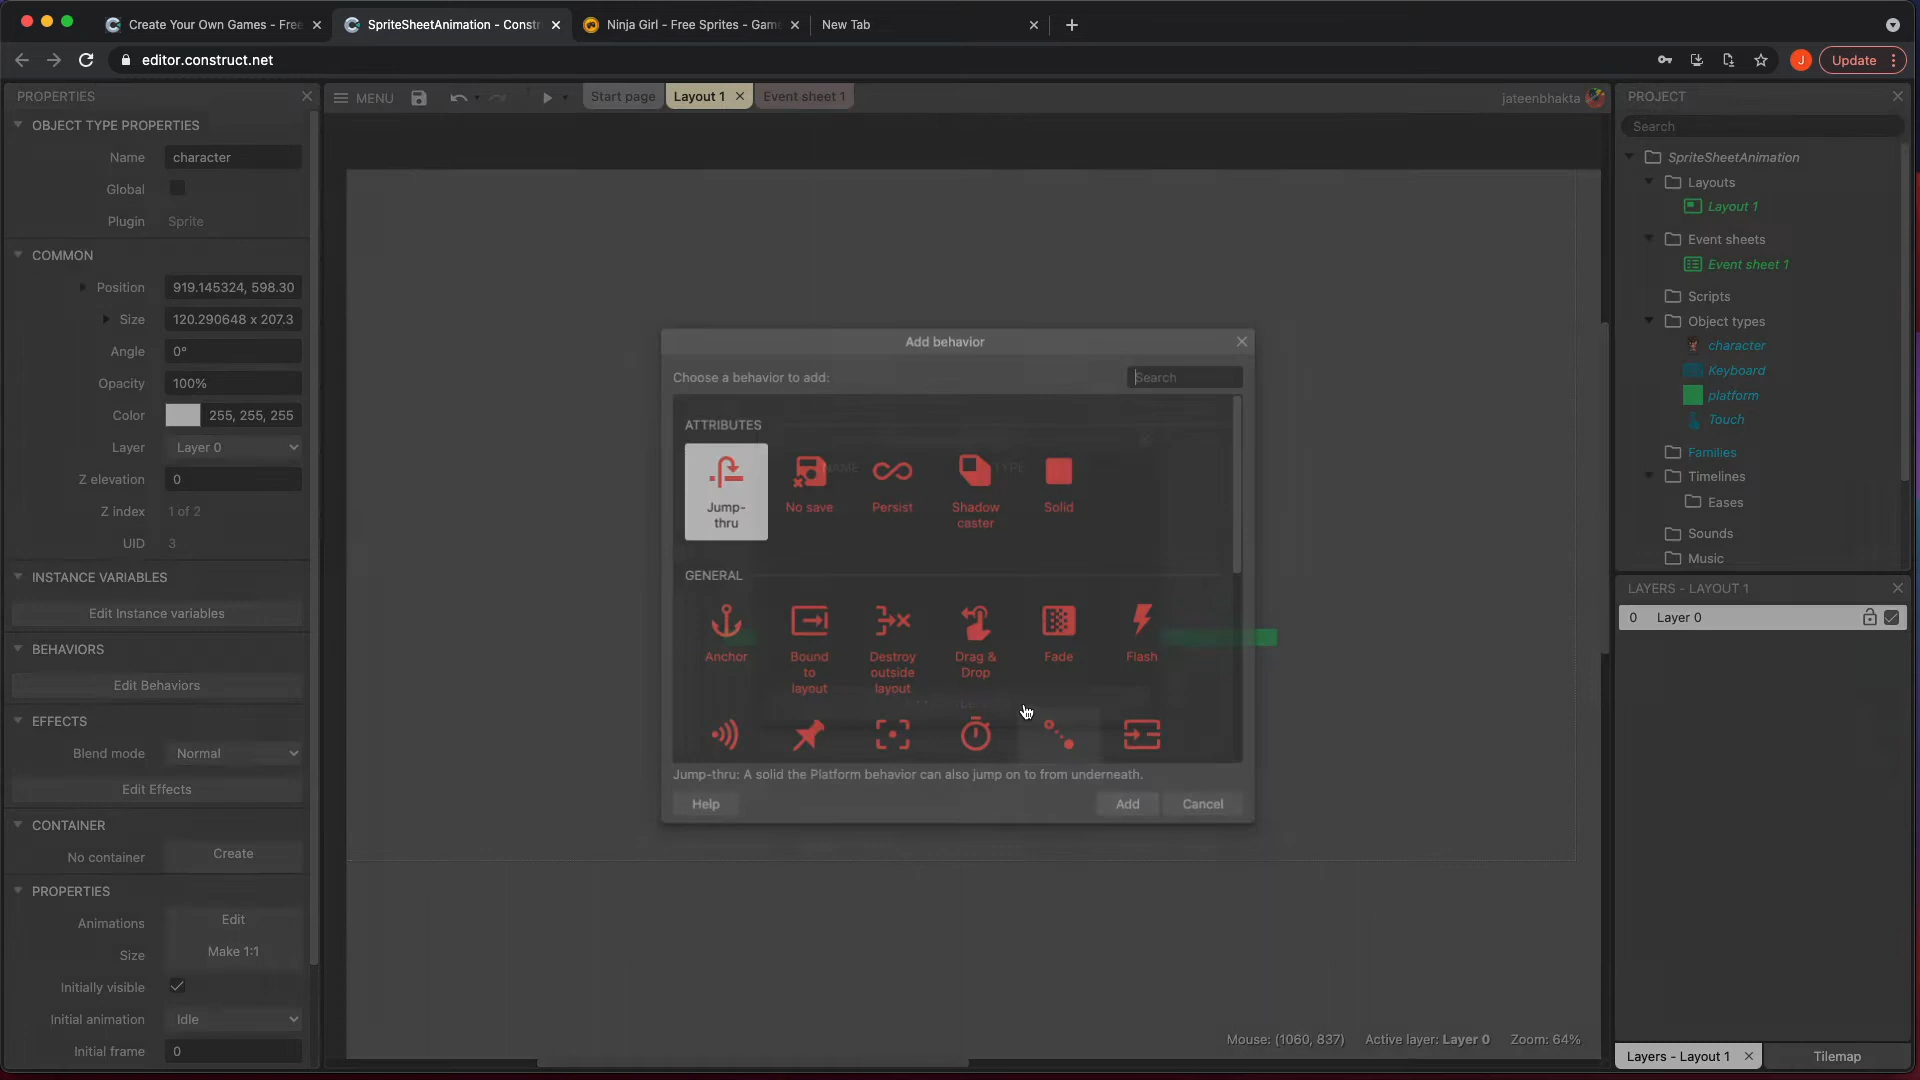 Create Your Own Games - Free
SpriteSheetAnimation - Constr
Ninja Girl - Free Sprites - Game
New Tab
editor.construct.net
J
Update
PROPERTIES
MENU
Start page
Layout 1
Event sheet 1
jateenbhakta
PROJECT
OBJECT TYPE PROPERTIES
Name character
Global
Plugin Sprite
COMMON
Position 919.145324, 598.30
Size 120.290648 x 207.3
Angle 0°
Opacity 100%
Color 255, 255, 255
Layer Layer 0
Z elevation 0
Z index 1 of 2
UID 3
INSTANCE VARIABLES
Edit Instance variables
BEHAVIORS
Edit Behaviors
EFFECTS
Blend mode Normal
Edit Effects
CONTAINER
No container Create
PROPERTIES
Animations Edit
Size Make 1:1
Initially visible
Initial animation Idle
Initial frame 0
Add behavior
Choose a behavior to add:
Search
ATTRIBUTES
NAME
TYPE
Jump-
thru
No save
Persist
Shadow
caster
Solid
GENERAL
Anchor
Bound
to
layout
Destroy
outside
layout
Drag &
Drop
Fade
Flash
Jump-thru: A solid the Platform behavior can also jump on to from underneath.
Help
Add
Cancel
Mouse: (1060, 837) Active layer: Layer 0 Zoom: 64%
Search
SpriteSheetAnimation
Layouts
Layout 1
Event sheets
Event sheet 1
Scripts
Object types
character
Keyboard
platform
Touch
Families
Timelines
Eases
Sounds
Music
LAYERS - LAYOUT 1
0 Layer 0
Layers - Layout 1
Tilemap